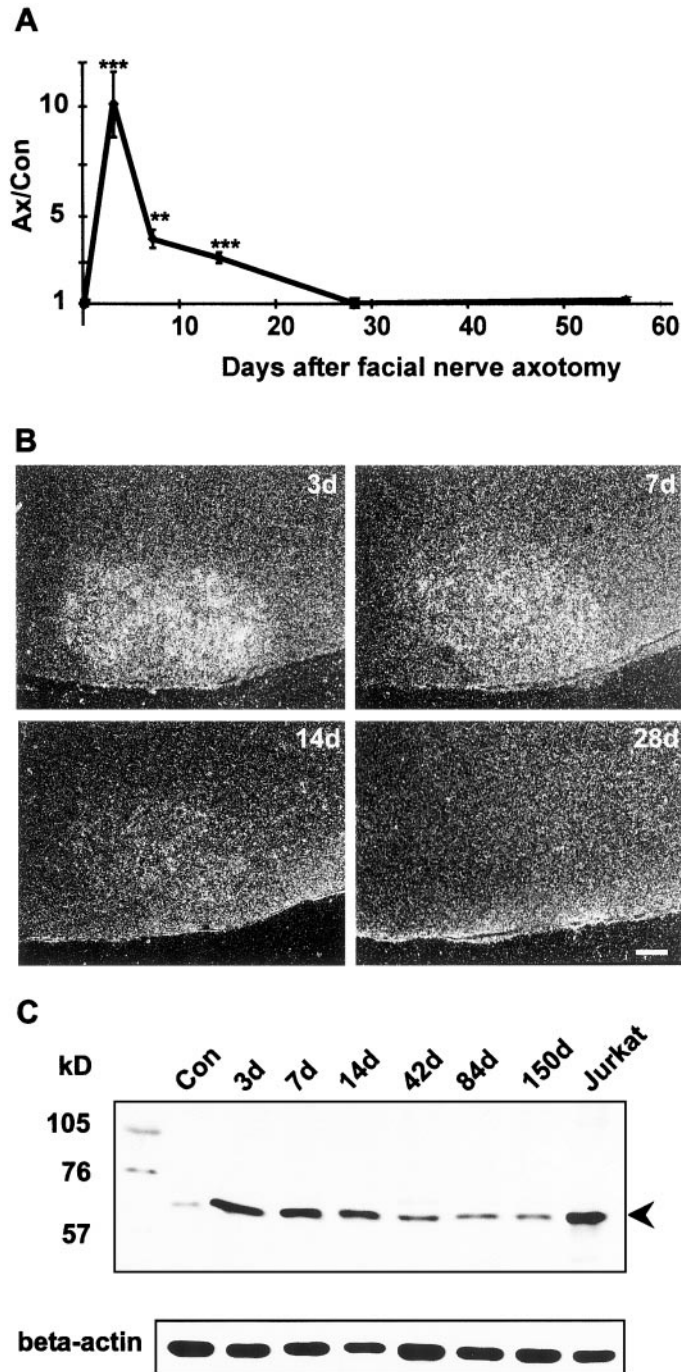 A
***
10
Ax/Con
**
5
***
1
10 20 30 40 50 60
Days after facial nerve axotomy
B
3d 7d
14d 28d
C
kD Con 3d 7d 14d 42d 84d 150d Jurkat
105
76
57
beta-actin